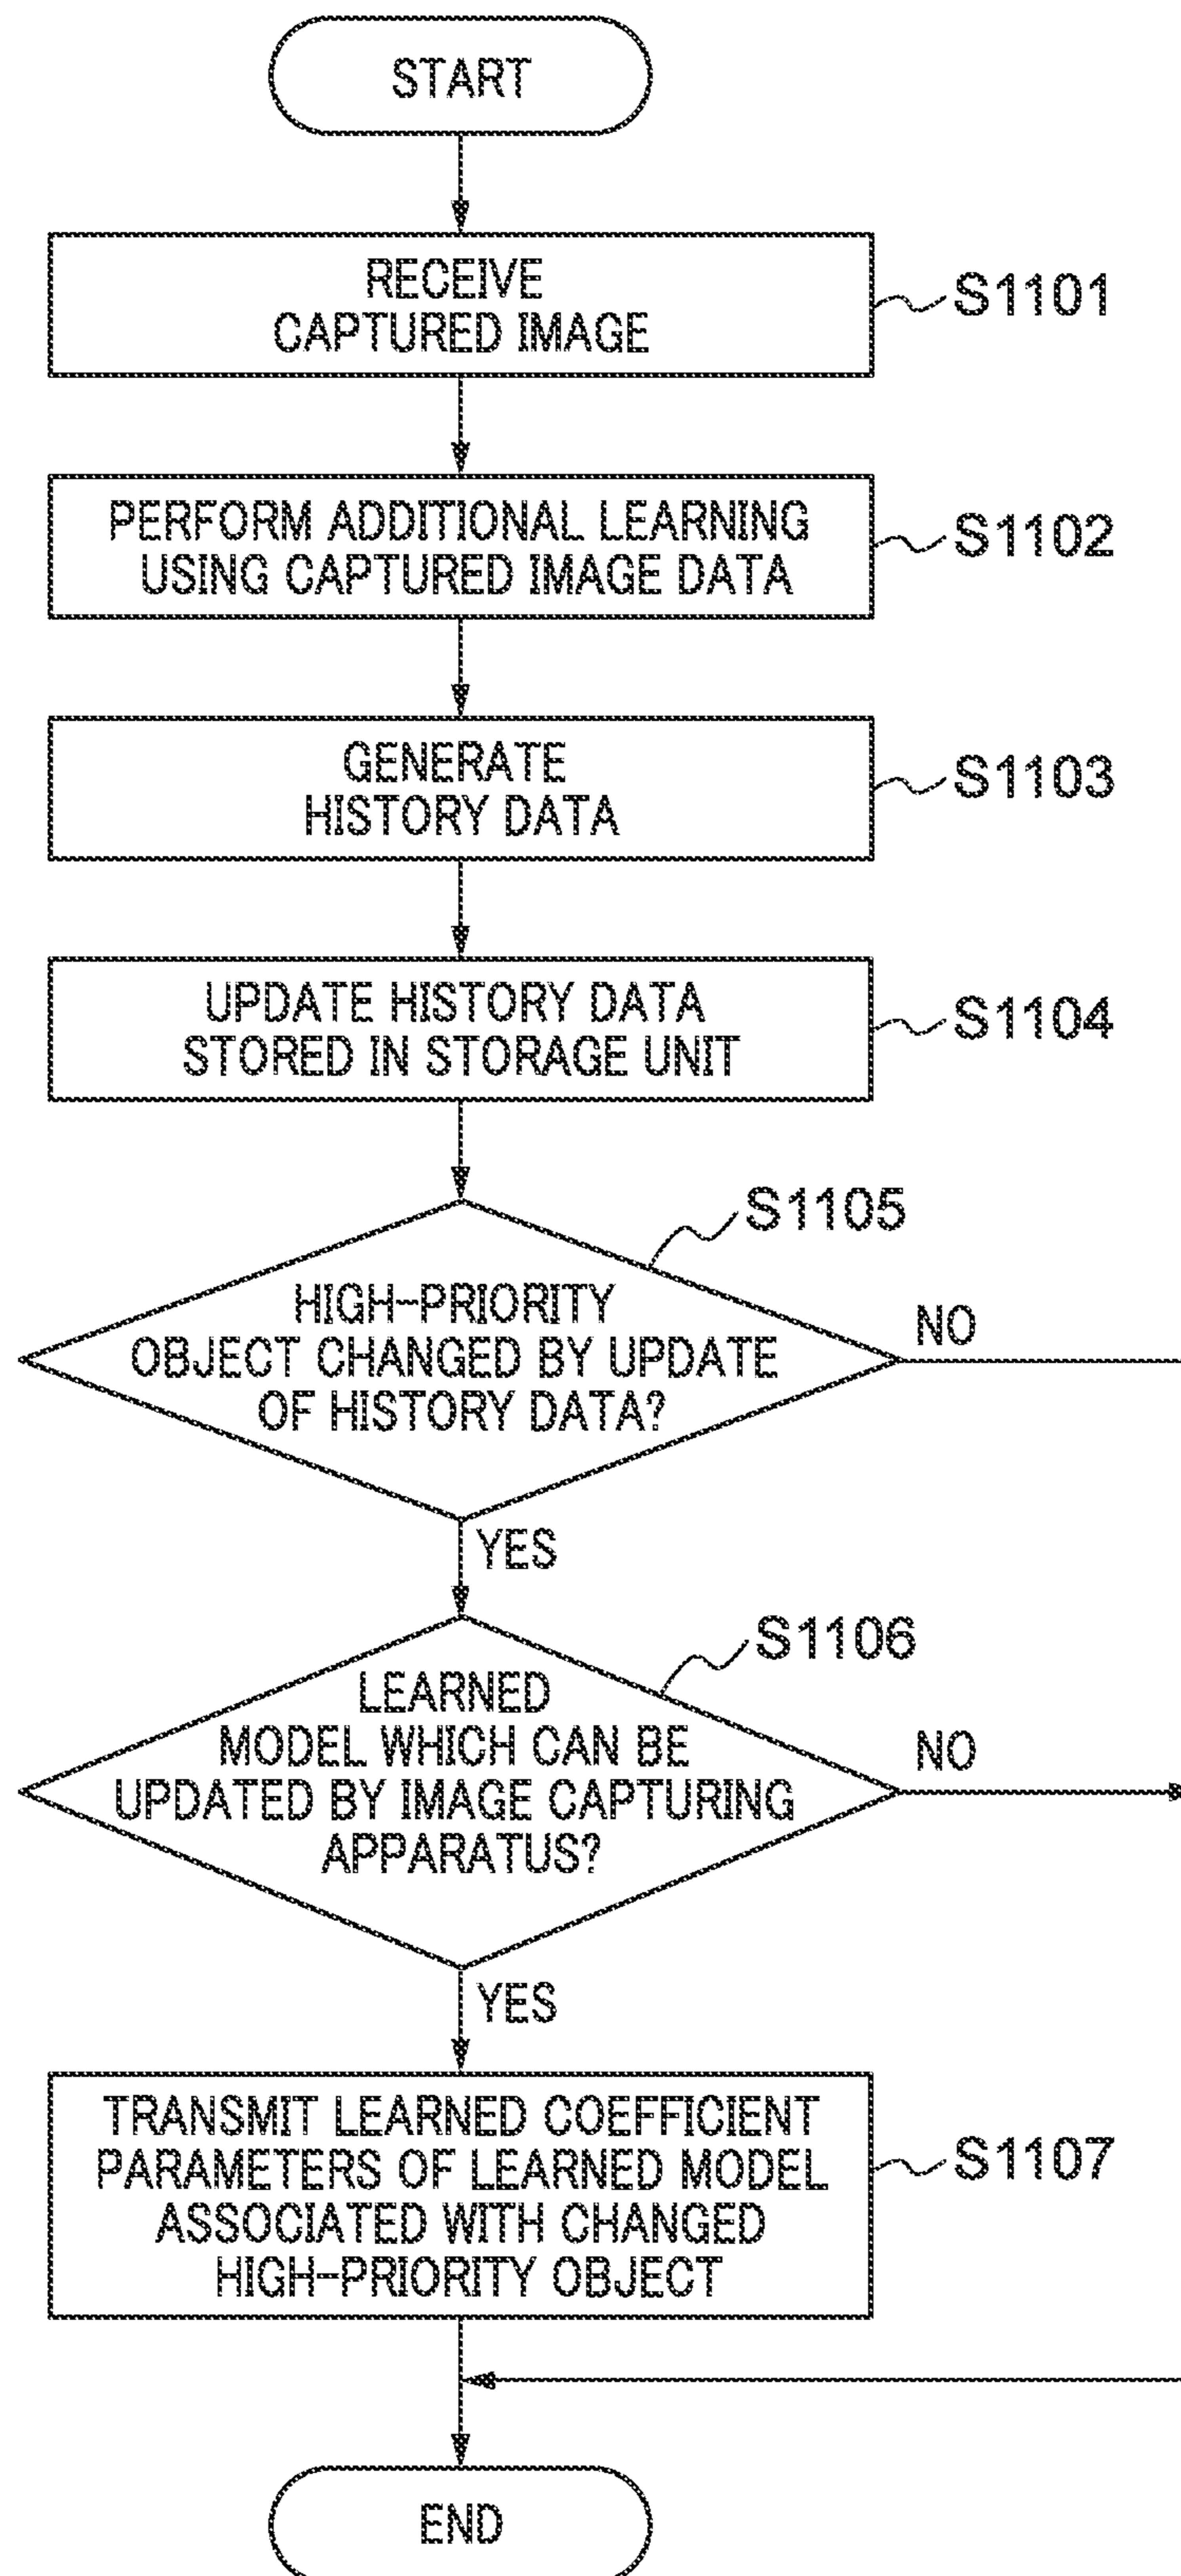 START
RECEIVE
CAPTURED IMAGE
S1101
PERFORM ADDITIONAL LEARNING
USING CAPTURED IMAGE DATA
S1102
GENERATE
HISTORY DATA
S1103
UPDATE HISTORY DATA
STORED IN STORAGE UNIT
S1104
S1105
HIGH-PRIORITY
OBJECT CHANGED BY UPDATE
OF HISTORY DATA?
NO
YES
S1106
LEARNED
MODEL WHICH CAN BE
UPDATED BY IMAGE CAPTURING
APPARATUS?
NO
YES
TRANSMIT LEARNED COEFFICIENT
PARAMETERS OF LEARNED MODEL
ASSOCIATED WITH CHANGED
HIGH-PRIORITY OBJECT
S1107
END